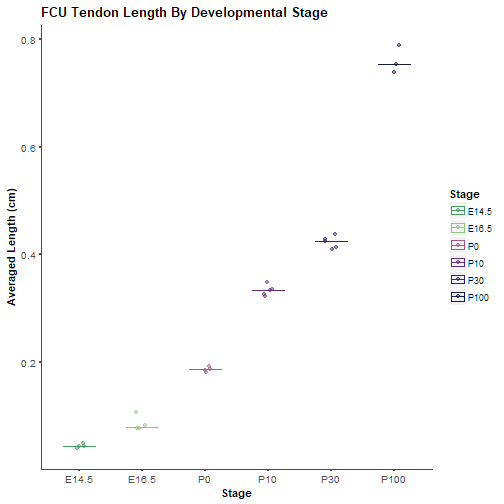 FCU Tendon Length By Developmental Stage
0.8
0.6
0.4
0.2
Averaged Length (cm)
E14.5 E16.5 P0 P10 P30 P100
Stage
Stage
E14.5
E16.5
P0
P10
P30
P100